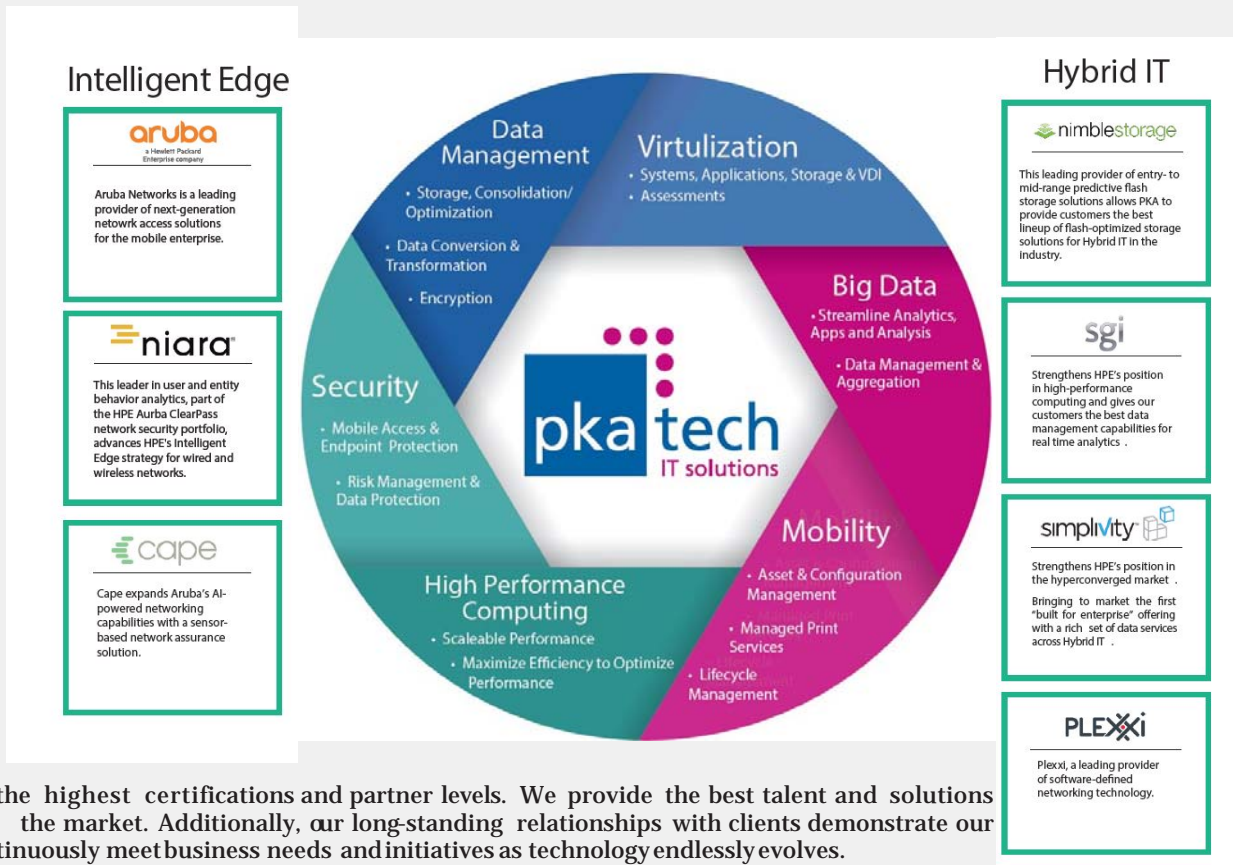 Intelligent Edge
aruba
a Hewlett Packard
Enterprise company
Aruba Networks is a leading
provider of next-generation
netowrk access solutions
for the mobile enterprise.
niara
This leader in user and entity
behavior analytics, part of
the HPE Aurba ClearPass
network security portfolio,
advances HPE's Intelligent
Edge strategy for wired and
wireless networks.
cape
Cape expands Aruba's AI-
powered networking
capabilities with a sensor-
based network assurance
solution.
Data
Management
• Storage, Consolidation/
Optimization
• Data Conversion &
Transformation
• Encryption
Virtulization
• Systems, Applications, Storage & VDI
• Assessments
Big Data
• Streamline Analytics,
Apps and Analysis
• Data Management &
Aggregation
Mobility
• Asset & Configuration
Management
• Managed Print
Services
• Lifecycle
Management
High Performance
Computing
• Scaleable Performance
• Maximize Efficiency to Optimize
Performance
Security
• Mobile Access &
Endpoint Protection
• Risk Management &
Data Protection
pka tech
IT solutions
Hybrid IT
nimblestorage
This leading provider of entry- to
mid-range predictive flash
storage solutions allows PKA to
provide customers the best
lineup of flash-optimized storage
solutions for Hybrid IT in the
industry.
sgi
Strengthens HPE's position
in high-performance
computing and gives our
customers the best data
management capabilities for
real time analytics .
simplivity
Strengthens HPE's position in
the hyperconverged market .
Bringing to market the first
"built for enterprise" offering
with a rich set of data services
across Hybrid IT .
PLEXXi
Plexxi, a leading provider
of software-defined
networking technology.
the highest certifications and partner levels. We provide the best talent and solutions
the market. Additionally, our long-standing relationships with clients demonstrate our
tinuously meet business needs and initiatives as technology endlessly evolves.